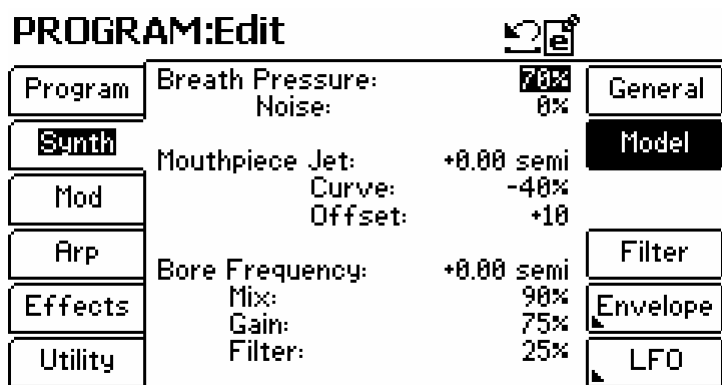 PROGRAM:Edit
Program
Synth
Mod
Arp
Effects
Utility
Breath Pressure: 70%
Noise: 0%
Mouthpiece Jet: +0.00 semi
Curve: -40%
Offset: +10
Bore Frequency: +0.00 semi
Mix: 90%
Gain: 75%
Filter: 25%
General
Model
Filter
Envelope
LFO